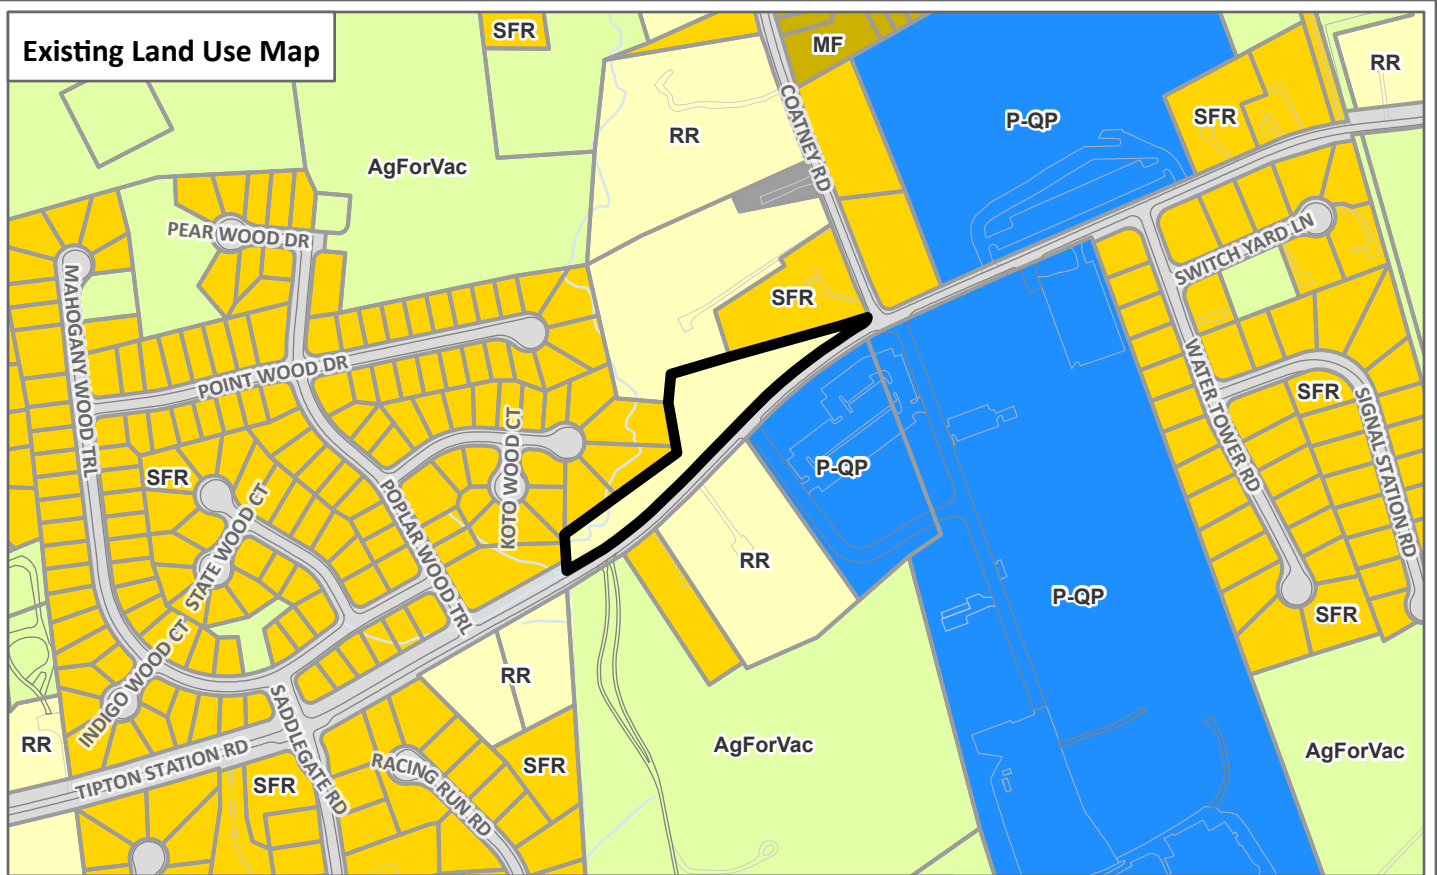 Existing Land Use Map
SFR
MF
RR
P-QP
SFR
RR
COATNEY RD
AgForVac
PEAR WOOD DR
SWITCH YARD LN
MAHOGANY WOOD TRL
SFR
POINT WOOD DR
WATER TOWER RD
SFR
SIGNAL STATION RD
KOTO WOOD CT
SFR
STATE WOOD CT
POPLAR WOOD TRL
P-QP
RR
P-QP
SFR
INDIGO WOOD CT
RR
SADDLEGATE RD
RR
TIPTON STATION RD
SFR
RACING RUN RD
SFR
AgForVac
AgForVac